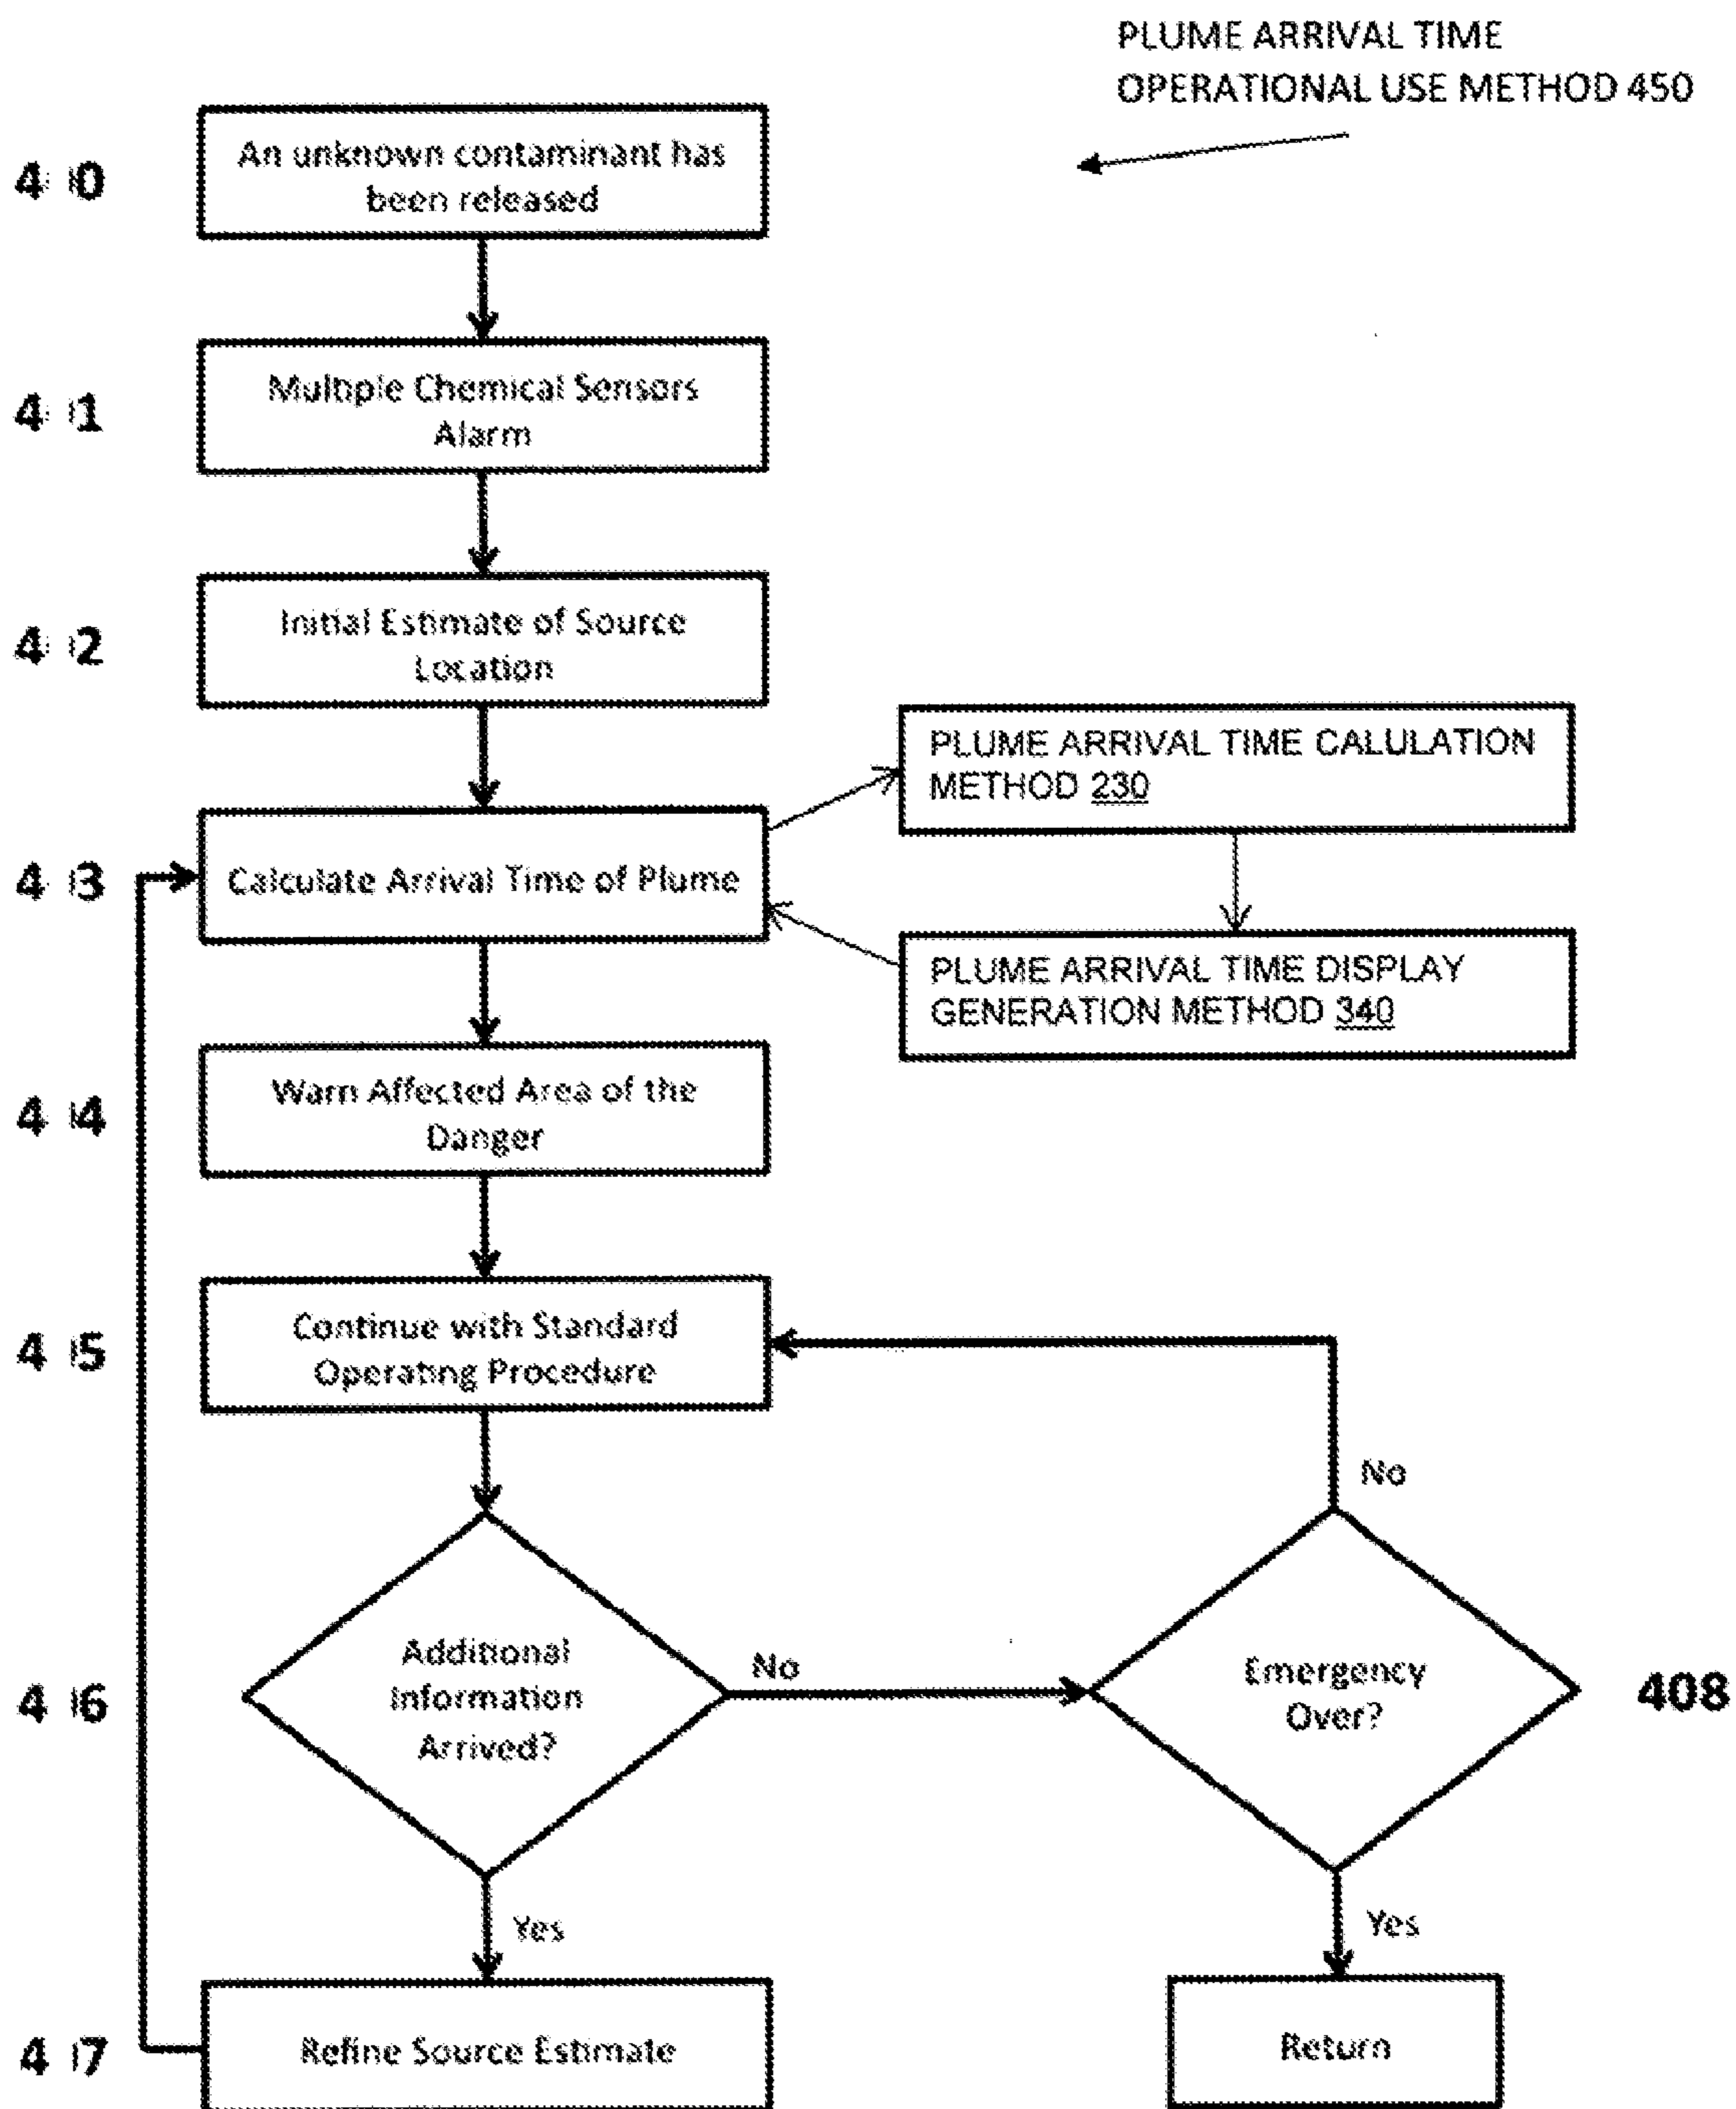 PLUME ARRIVAL TIME
OPERATIONAL USE METHOD 450
An unknown contaminant has
been released
Multiple Chemical Sensors
Alarm
Initial Estimate of Source
Location
PLUME ARRIVAL TIME CALULATION
METHOD 230
Calculate Arrival Time of Plume
PLUME ARRIVAL TIME DISPLAY
GENERATION METHOD 340
Warn Affected Area of the
Danger
Continue with Standard
Operating Procedure
No
Additional
Information
Arrived?
No
Emergency
Over?
408
Yes
Yes
Refine Source Estimate
Return